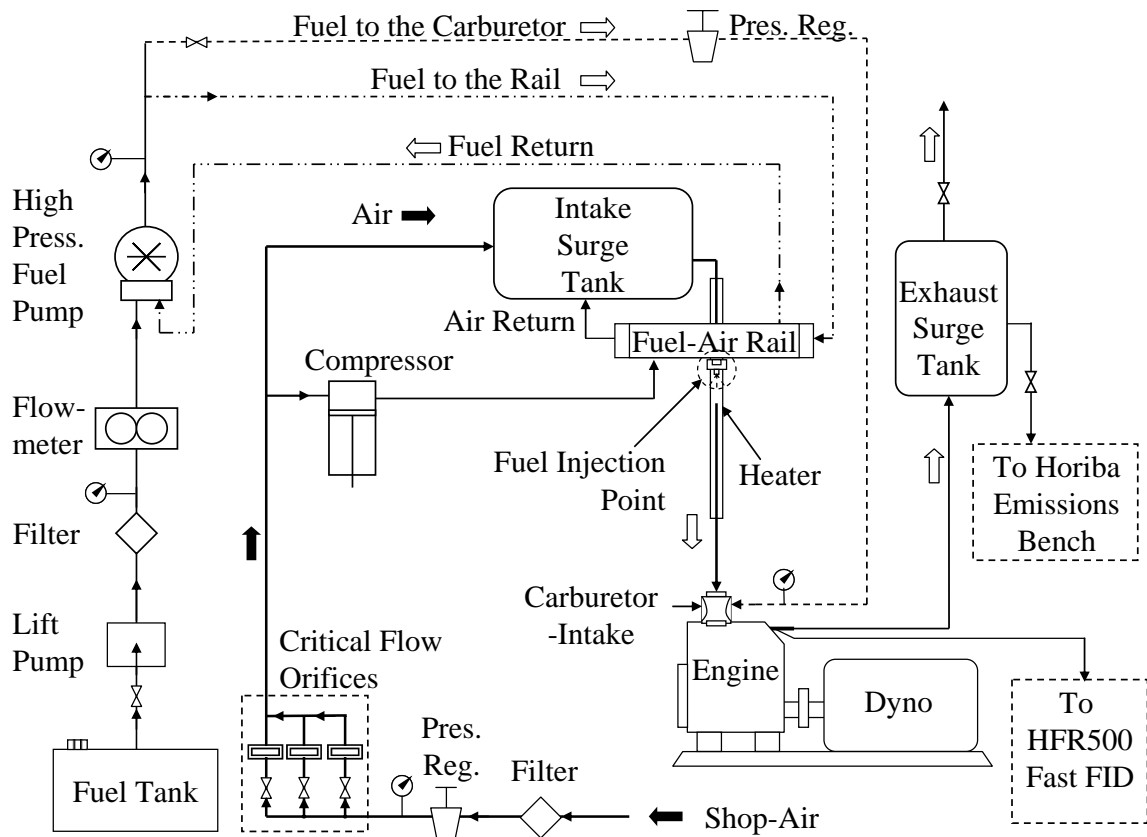 Fuel to the Carburetor
Pres. Reg.
Fuel to the Rail
Fuel Return
High
Press.
Fuel
Pump
Air
Intake
Surge
Tank
Exhaust
Surge
Tank
Air Return
Fuel-Air Rail
Compressor
Flow-
meter
Fuel Injection
Point
Heater
To Horiba
Emissions
Bench
Filter
Lift
Pump
Critical Flow
Orifices
Carburetor
-Intake
Engine
Dyno
To
HFR500
Fast FID
Pres.
Reg.
Filter
Fuel Tank
Shop-Air